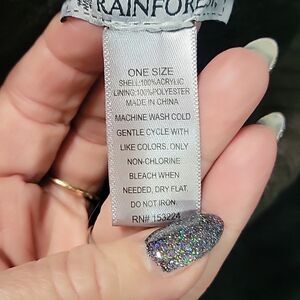 RAINFOREST
ONE SIZE
SHELL:100%ACRYLIC
LINING:100%POLYESTER
MADE IN CHINA
MACHINE WASH COLD
GENTLE CYCLE WITH
LIKE COLORS, ONLY
NON-CHLORINE
BLEACH WHEN
NEEDED, DRY FLAT.
DO NOT IRON.
RN# 153224